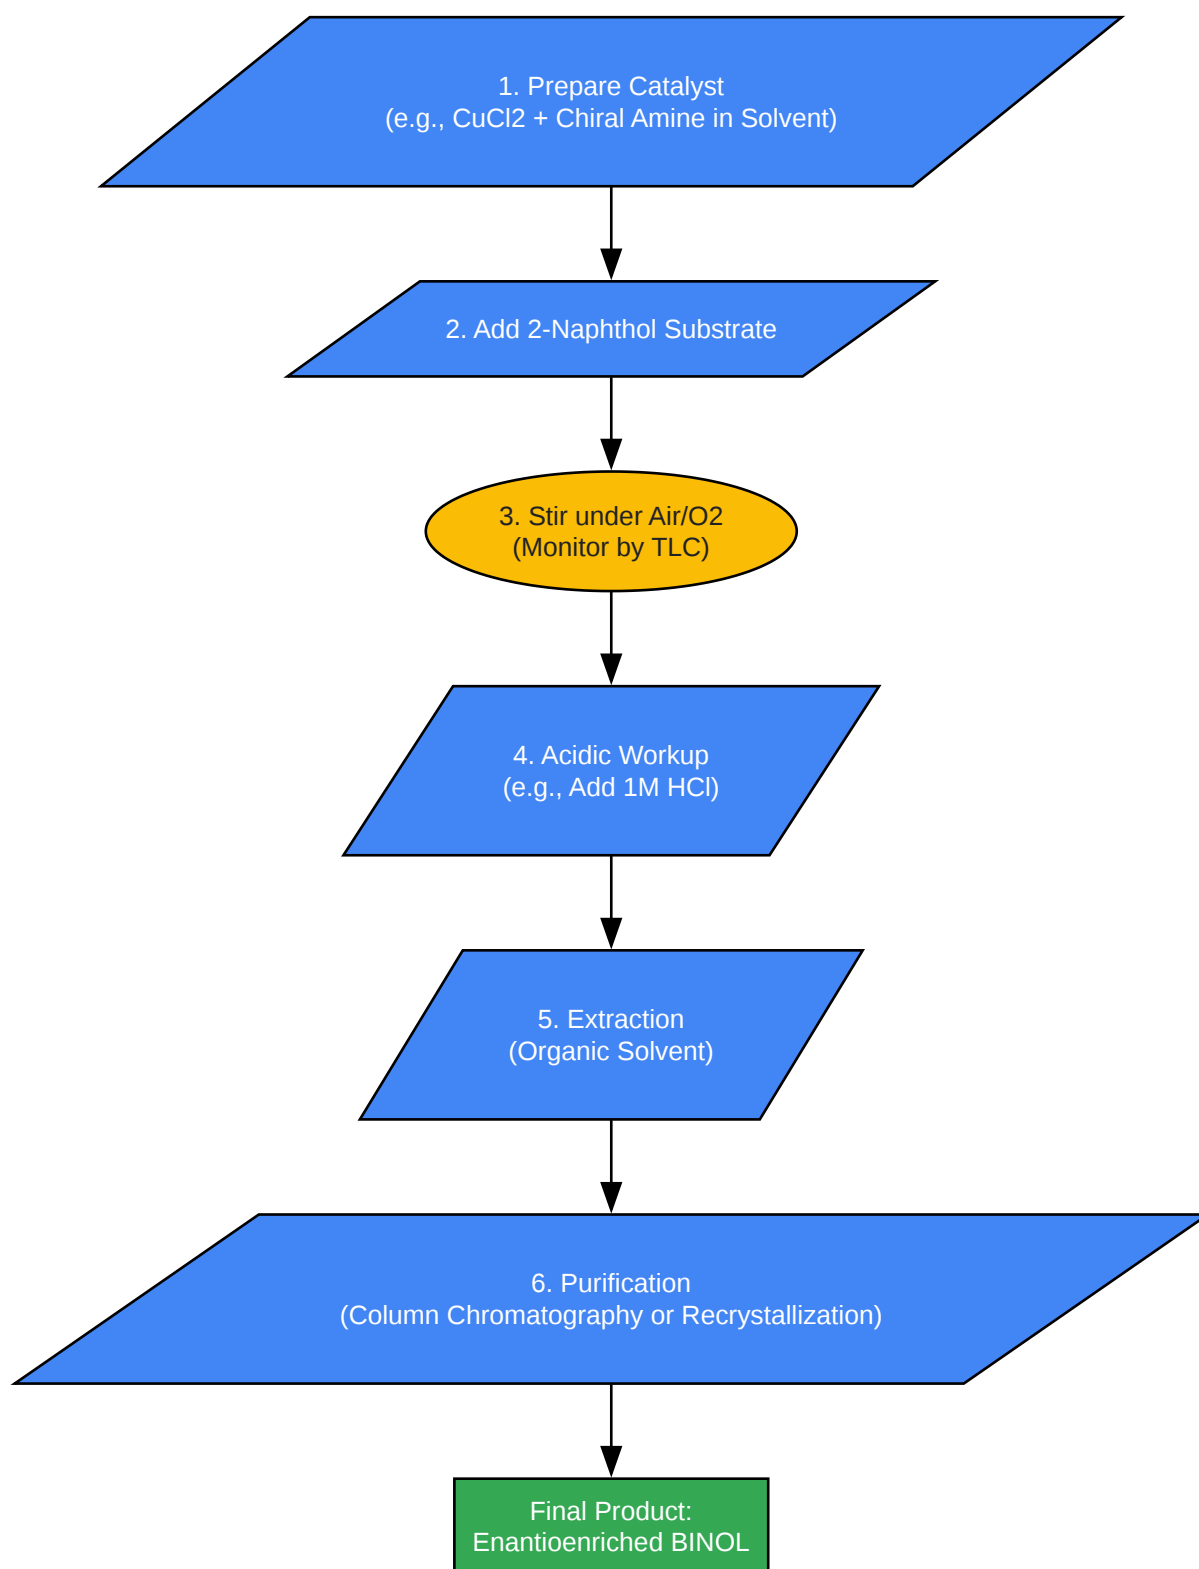 1. Prepare Catalyst
(e.g., CuCl2 + Chiral Amine in Solvent)
2. Add 2-Naphthol Substrate
3. Stir under Air/O2
(Monitor by TLC)
4. Acidic Workup
(e.g., Add 1M HCl)
5. Extraction
(Organic Solvent)
6. Purification
(Column Chromatography or Recrystallization)
Final Product:
Enantioenriched BINOL